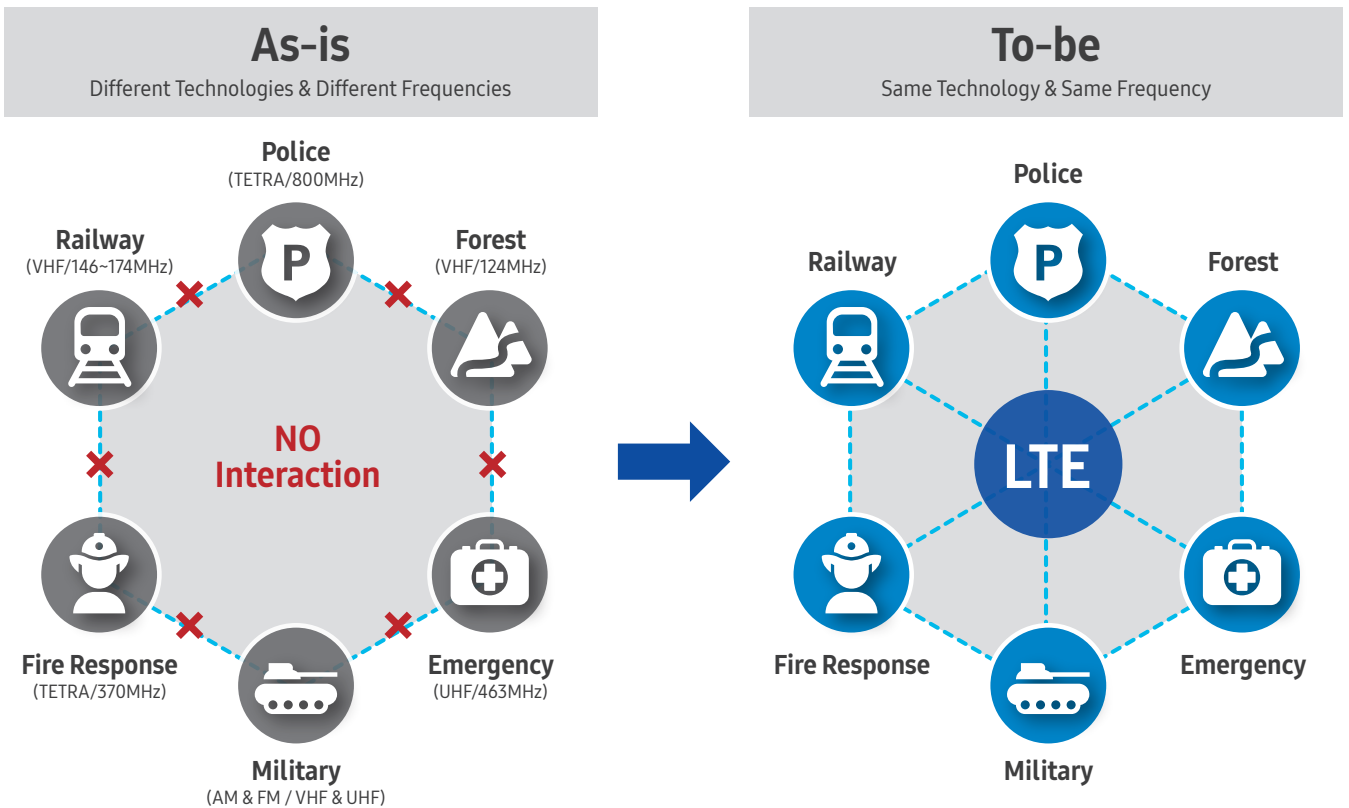 As-is
Different Technologies & Different Frequencies
Police
(TETRA/800MHz)
Railway
(VHF/146~174MHz)
Forest
(VHF/124MHz)
P
NO
Interaction
Fire Response
(TETRA/370MHz)
Emergency
(UHF/463MHz)
Military
(AM & FM / VHF & UHF)
To-be
Same Technology & Same Frequency
Police
Railway
Forest
P
LTE
Fire Response
Emergency
Military